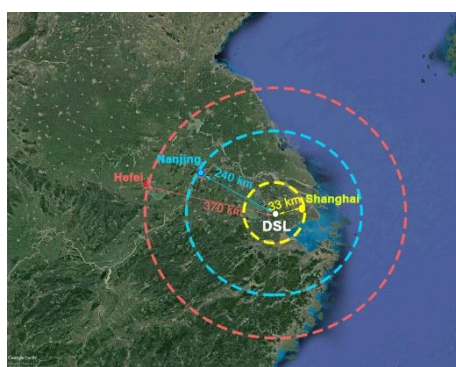 Nanjing
Hefei
240 km
370 km
33 km
Shanghai
DSL
Google Earth